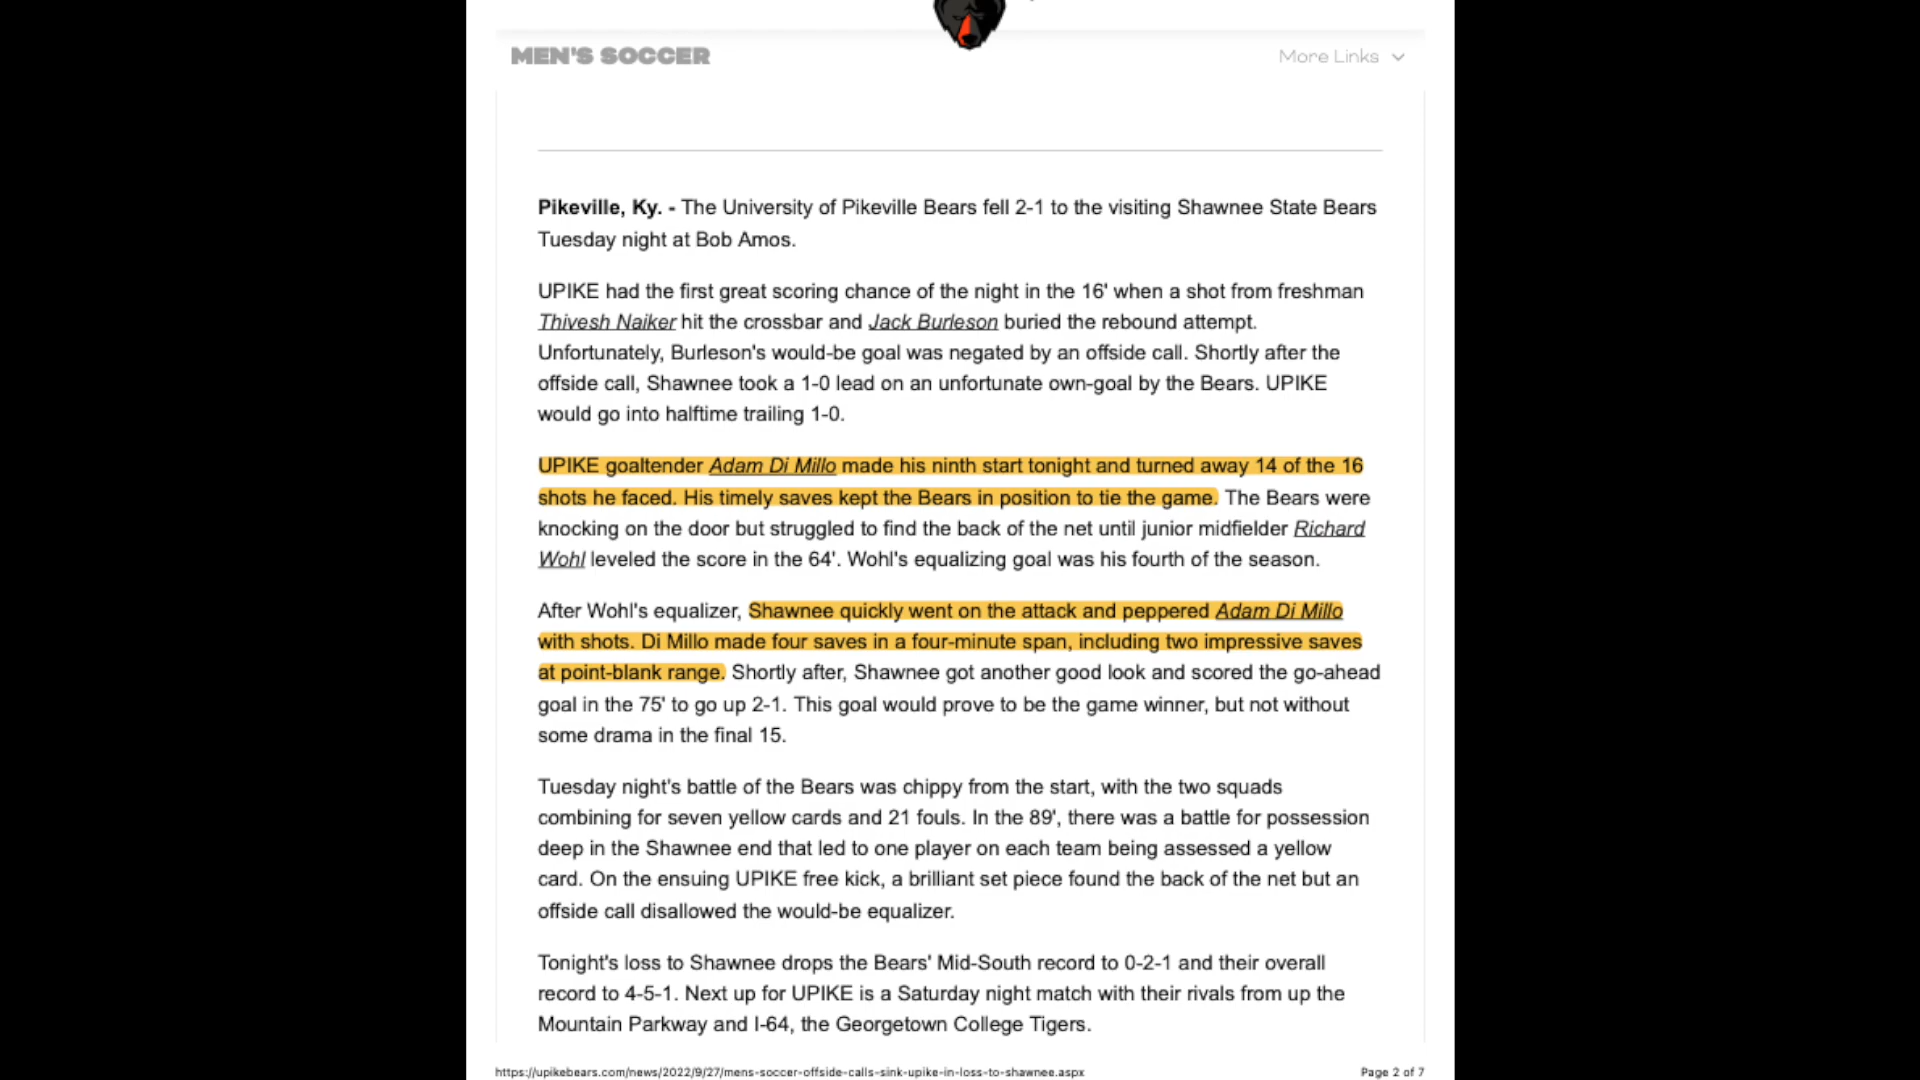 MEN'S SOCCER
More Links
Pikeville, Ky. - The University of Pikeville Bears fell 2-1 to the visiting Shawnee State Bears
Tuesday night at Bob Amos.
UPIKE had the first great scoring chance of the night in the 16' when a shot from freshman
Thivesh Naiker hit the crossbar and Jack Burleson buried the rebound attempt.
Unfortunately, Burleson's would-be goal was negated by an offside call. Shortly after the
offside call, Shawnee took a 1-0 lead on an unfortunate own-goal by the Bears. UPIKE
would go into halftime trailing 1-0.
UPIKE goaltender Adam Di Millo made his ninth start tonight and turned away 14 of the 16
shots he faced. His timely saves kept the Bears in position to tie the game. The Bears were
knocking on the door but struggled to find the back of the net until junior midfielder Richard
Wohl leveled the score in the 64'. Wohl's equalizing goal was his fourth of the season.
After Wohl's equalizer, Shawnee quickly went on the attack and peppered Adam Di Millo
with shots. Di Millo made four saves in a four-minute span, including two impressive saves
at point-blank range. Shortly after, Shawnee got another good look and scored the go-ahead
goal in the 75' to go up 2-1. This goal would prove to be the game winner, but not without
some drama in the final 15.
Tuesday night's battle of the Bears was chippy from the start, with the two squads
combining for seven yellow cards and 21 fouls. In the 89', there was a battle for possession
deep in the Shawnee end that led to one player on each team being assessed a yellow
card. On the ensuing UPIKE free kick, a brilliant set piece found the back of the net but an
offside call disallowed the would-be equalizer.
Tonight's loss to Shawnee drops the Bears' Mid-South record to 0-2-1 and their overall
record to 4-5-1. Next up for UPIKE is a Saturday night match with their rivals from up the
Mountain Parkway and I-64, the Georgetown College Tigers.
https://upikebears.com/news/2022/9/27/mens-soccer-offside-calls-sink-upike-in-loss-to-shawnee.aspx
Page 2 of 7